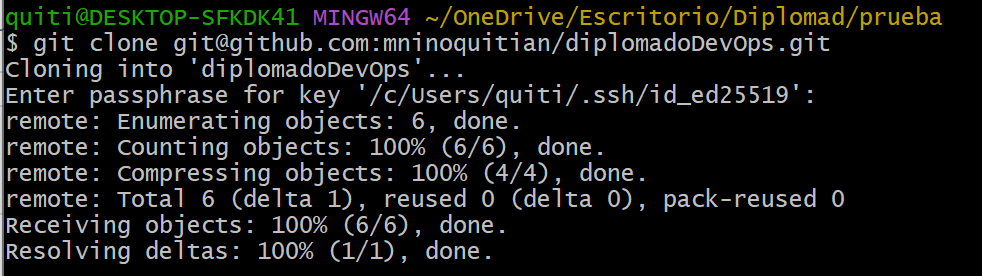 quiti@DESKTOP-SFKDK41 MINGW64 ~/OneDrive/Escritorio/Diplomad/prueba
$ git clone git@github.com:mninoquitian/diplomadoDevOps.git
Cloning into 'diplomadoDevOps'...
Enter passphrase for key '/c/Users/quiti/.ssh/id_ed25519':
remote: Enumerating objects: 6, done.
remote: Counting objects: 100% (6/6), done.
remote: Compressing objects: 100% (4/4), done.
remote: Total 6 (delta 1), reused 0 (delta 0), pack-reused 0
Receiving objects: 100% (6/6), done.
Resolving deltas: 100% (1/1), done.